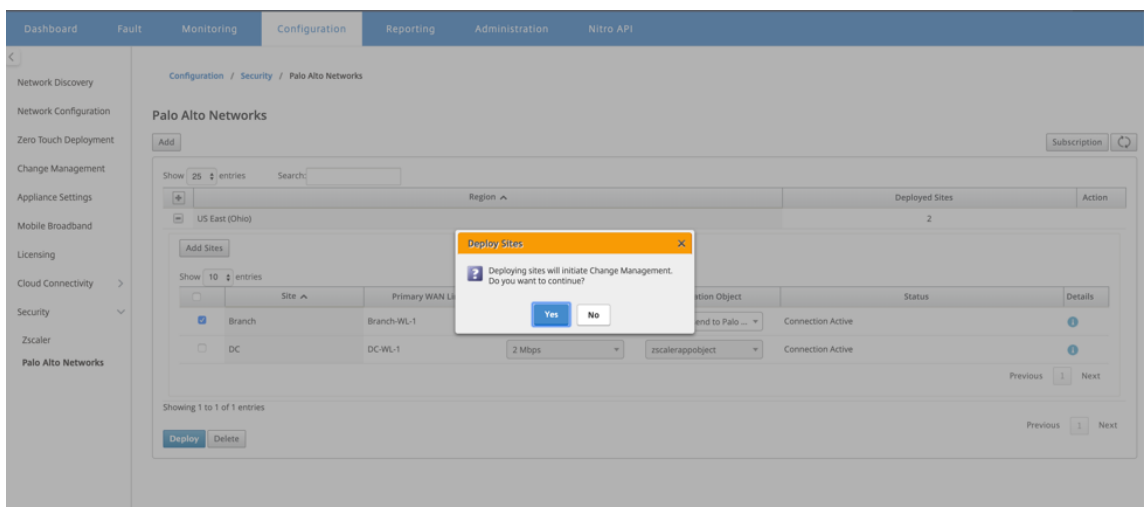 Dashboard Fault Monitoring Configuration Reporting Administration Nitro API
Configuration / Security / Palo Alto Networks
Network Discovery
Network Configuration
Zero Touch Deployment
Change Management
Appliance Settings
Mobile Broadband
Licensing
Cloud Connectivity
Security
Zscaler
Palo Alto Networks
Palo Alto Networks
Add Subscription
Show 25 entries Search:
Region Deployed Sites Action
US East (Ohio) 2
Add Sites
Show 10 entries
Site Primary WAN Object Status Details
Branch Branch-WL-1 end to Palo ... Connection Active
DC DC-WL-1 2 Mbps zscalerappobject Connection Active
Previous 1 Next
Showing 1 to 1 of 1 entries
Previous 1 Next
Deploy Delete
Deploy Sites
Deploying sites will initiate Change Management.
Do you want to continue?
Yes No